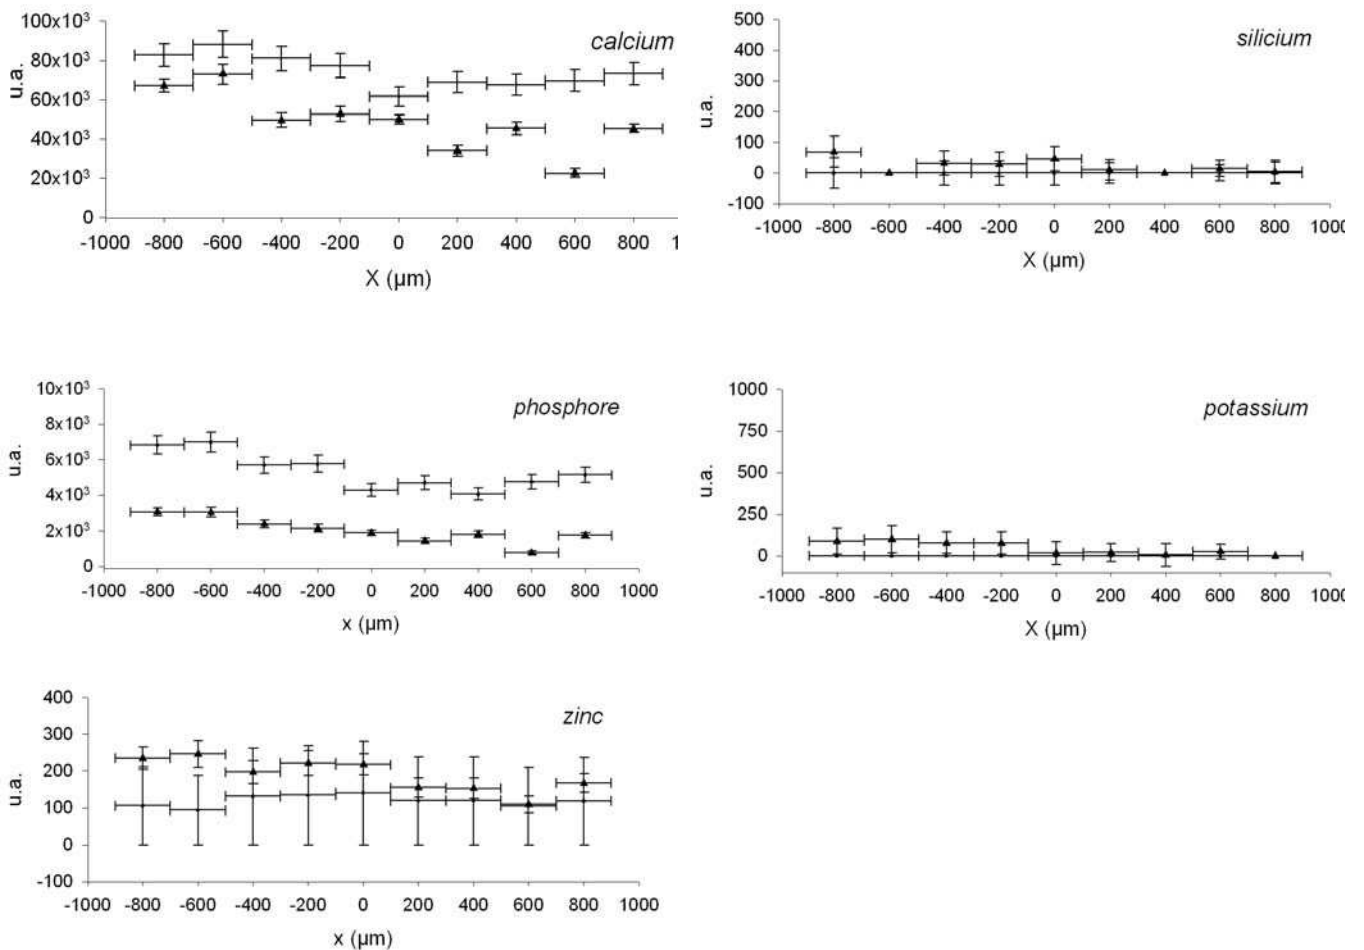 calcium
u.a.
100x10³
80x10³
60x10³
40x10³
20x10³
0
-1000 -800 -600 -400 -200 0 200 400 600 800 1
X (µm)
silicium
u.a.
500
400
300
200
100
0
-100
-1000 -800 -600 -400 -200 0 200 400 600 800 1000
X (µm)
phosphore
u.a.
10x10³
8x10³
6x10³
4x10³
2x10³
0
-1000 -800 -600 -400 -200 0 200 400 600 800 1000
x (µm)
potassium
u.a.
1000
750
500
250
0
-1000 -800 -600 -400 -200 0 200 400 600 800 1000
X (µm)
zinc
u.a.
400
300
200
100
0
-100
-1000 -800 -600 -400 -200 0 200 400 600 800 1000
x (µm)